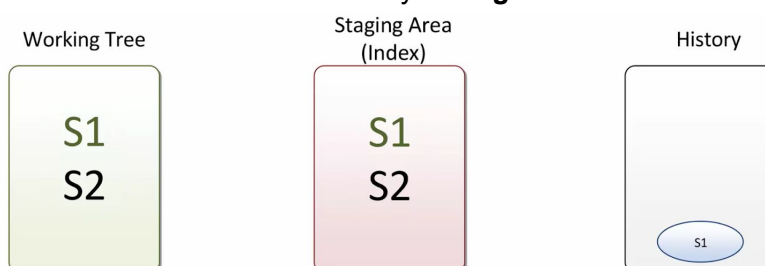 Working Tree
Staging Area
(Index)
History
S1
S2
S1
S2
S1